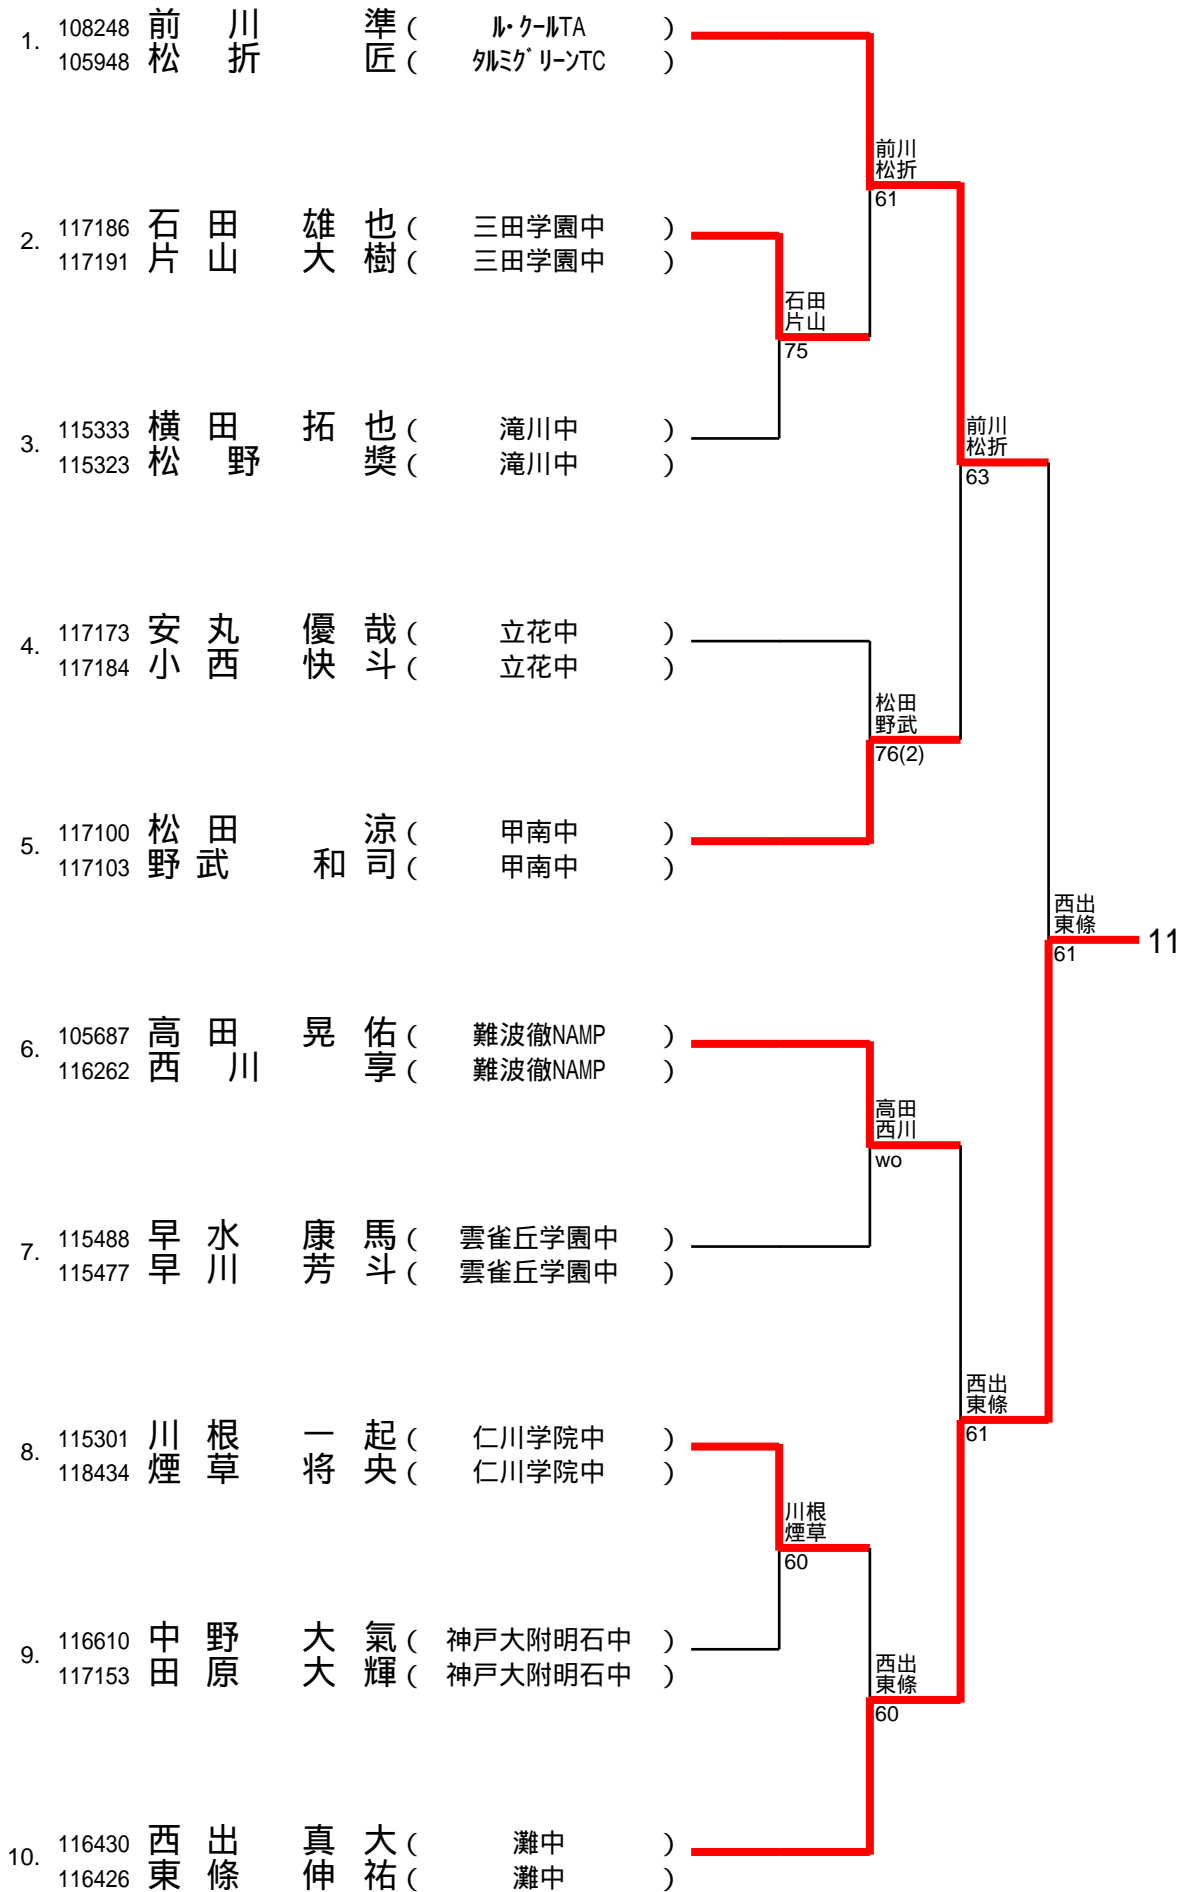 1. 108248 前川 準 ( ル・クールTA )
105948 松折 匠 ( タルミグリーンTC )
前川
松折
61
2. 117186 石田 雄也 ( 三田学園中 )
117191 片山 大樹 ( 三田学園中 )
石田
片山
75
3. 115333 横田 拓也 ( 滝川中 )
115323 松野 奨 ( 滝川中 )
前川
松折
63
4. 117173 安丸 優哉 ( 立花中 )
117184 小西 快斗 ( 立花中 )
松田
野武
76(2)
5. 117100 松田 涼 ( 甲南中 )
117103 野武 和司 ( 甲南中 )
西出
東條
61
11
6. 105687 高田 晃佑 ( 難波徹NAMP )
116262 西川 享 ( 難波徹NAMP )
高田
西川
wo
7. 115488 早水 康馬 ( 雲雀丘学園中 )
115477 早川 芳斗 ( 雲雀丘学園中 )
西出
東條
61
8. 115301 川根 一起 ( 仁川学院中 )
118434 煙草 将央 ( 仁川学院中 )
川根
煙草
60
9. 116610 中野 大氣 ( 神戸大附明石中 )
117153 田原 大輝 ( 神戸大附明石中 )
西出
東條
60
10. 116430 西出 真大 ( 灘中 )
116426 東條 伸祐 ( 灘中 )